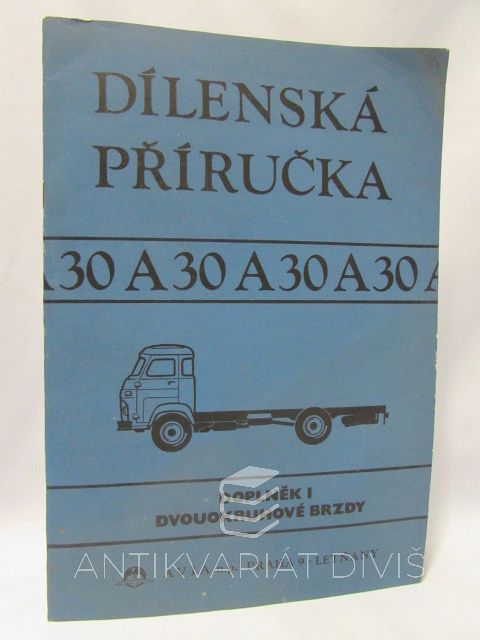 DÍLENSKÁ
PŘÍRUČKA
A 30 A 30 A 30 A 30 A
DOPLNĚK I
DVOUOKRUHOVÉ BRZDY
PRAHA 9 - LETŇANY
ANTIKVARIÁT DIVIŠ